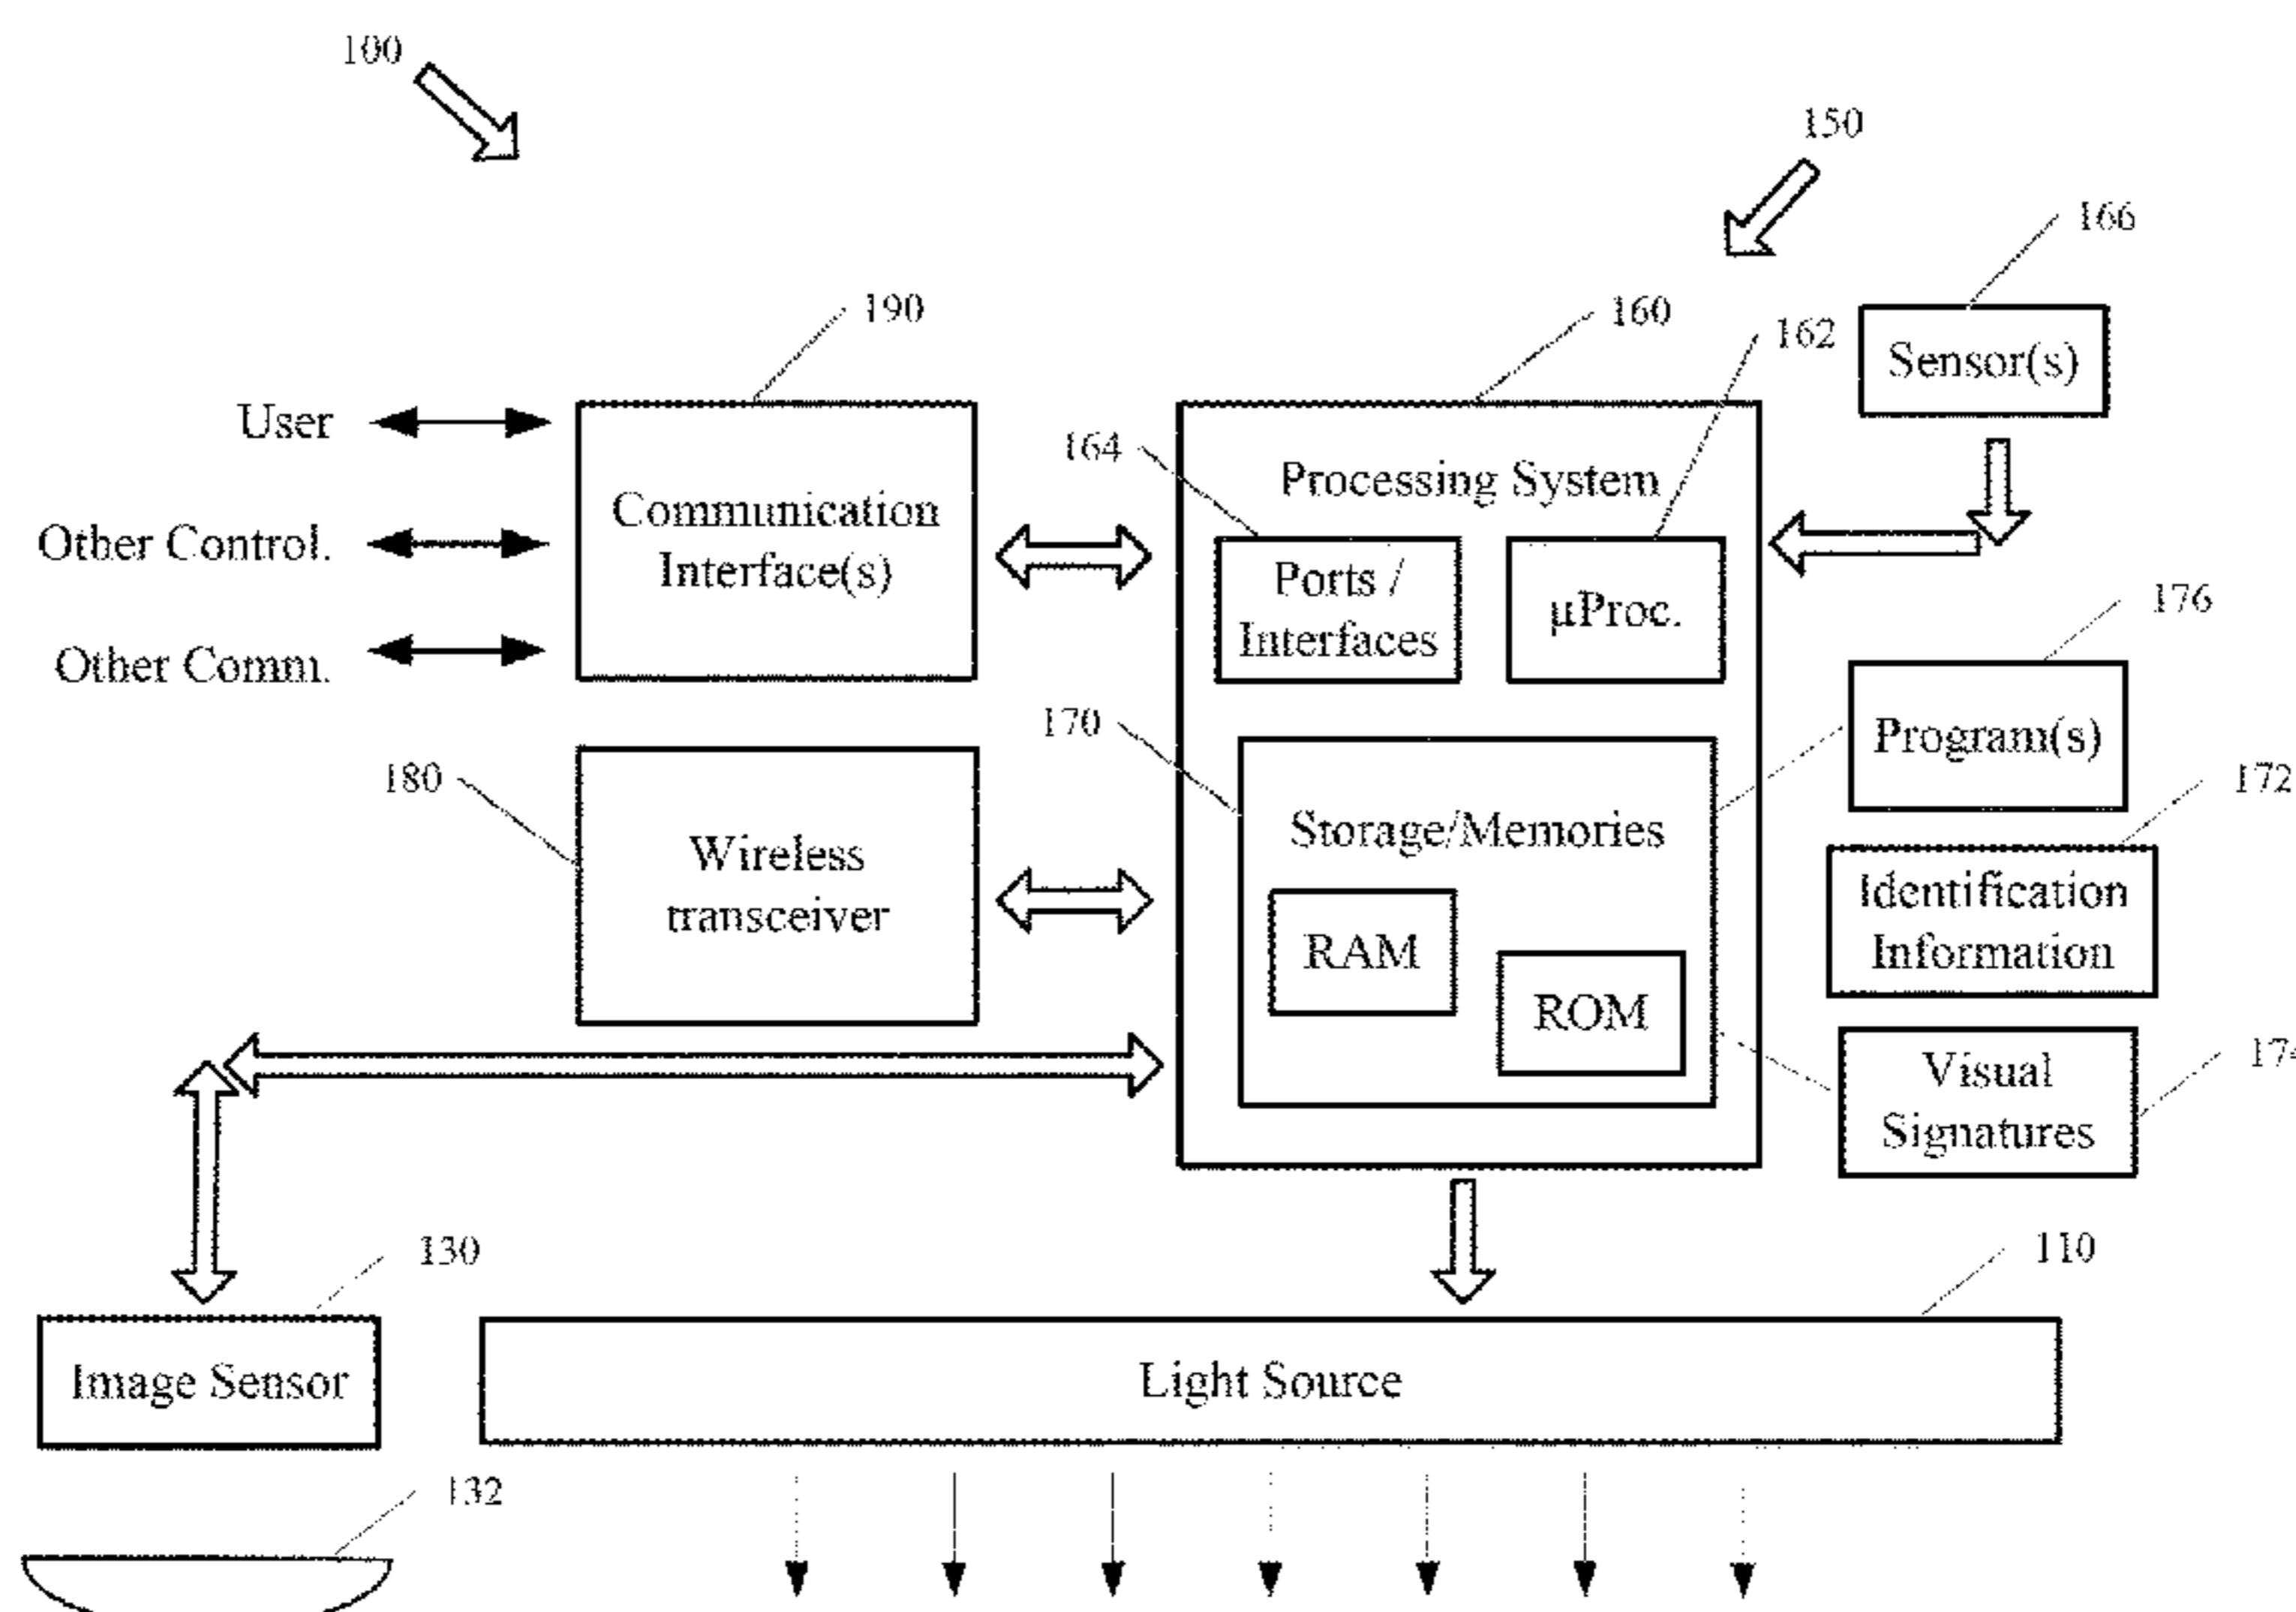 100
150
166
190
160
162
Sensor(s)
User
164
Processing System
Communication
Interface(s)
Other Control.
Ports /
Interfaces
µProc.
176
Other Comm.
170
Program(s)
180
172
Storage/Memories
Wireless
transceiver
Identification
Information
RAM
ROM
Visual
Signatures
174
130
110
Image Sensor
Light Source
132